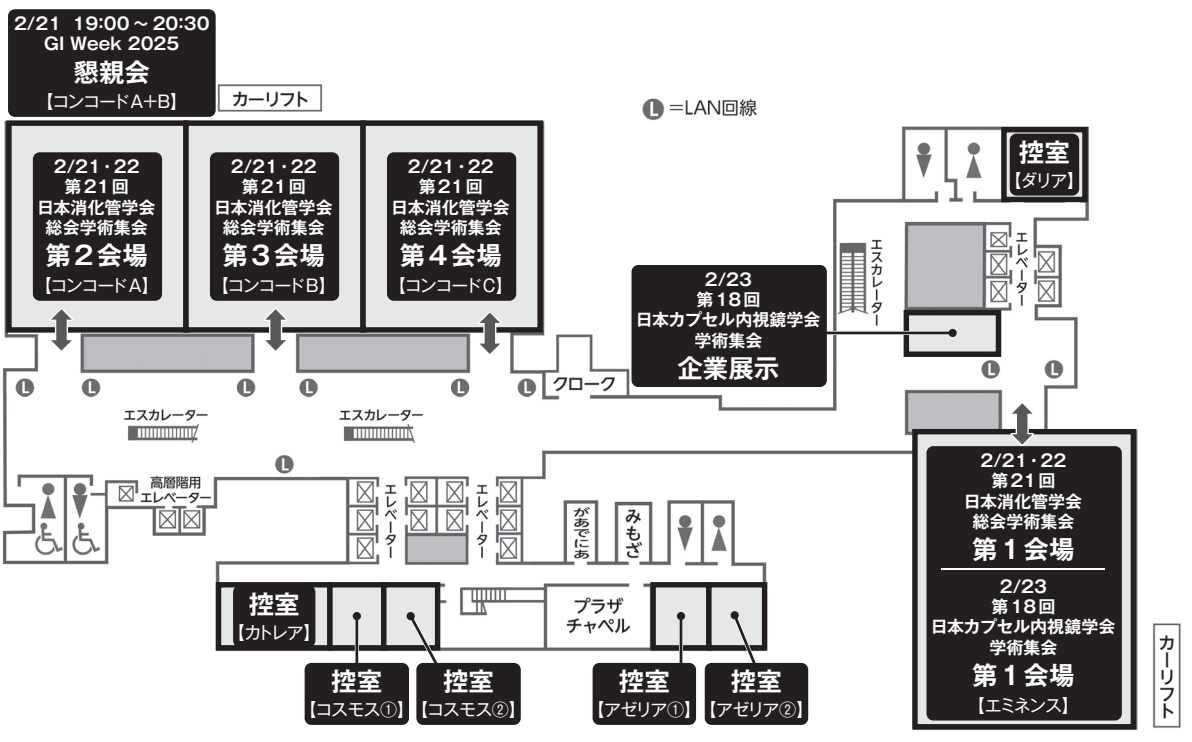 2/21 19:00～20:30
GI Week 2025
懇親会
【コンコードA+B】
カーリフト
L=LAN回線
2/21・22
第21回
日本消化管学会
総会学術集会
第2会場
【コンコードA】
2/21・22
第21回
日本消化管学会
総会学術集会
第3会場
【コンコードB】
2/21・22
第21回
日本消化管学会
総会学術集会
第4会場
【コンコードC】
控室
【ダリア】
エスカレーター
エレベーター
2/23
第18回
日本カプセル内視鏡学会
学術集会
企業展示
L
L
L
L
L
L
L
クローク
エスカレーター
エスカレーター
L
高層階用
エレベーター
エレベーター
エレベーター
があでにあ
みもざ
2/21・22
第21回
日本消化管学会
総会学術集会
第1会場
2/23
第18回
日本カプセル内視鏡学会
学術集会
第1会場
【エミネンス】
カーリフト
控室
【カトレア】
プラザ
チャペル
控室
【コスモス①】
控室
【コスモス②】
控室
【アゼリア①】
控室
【アゼリア②】